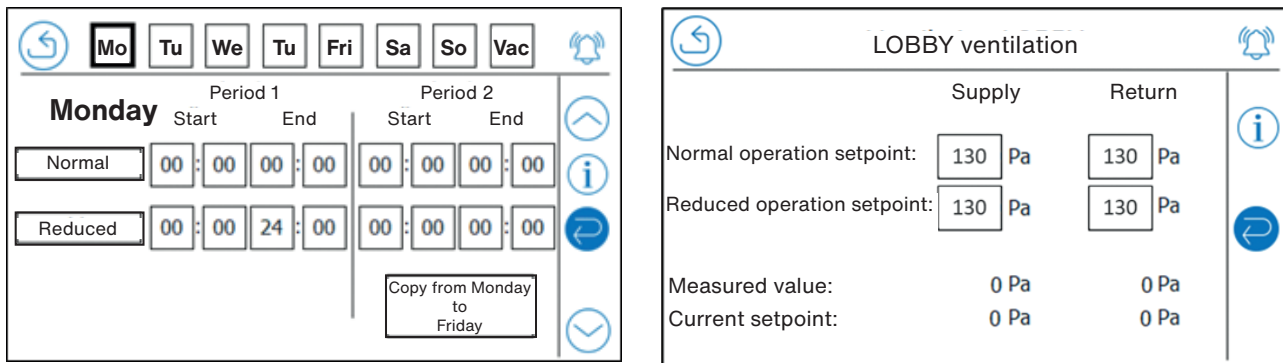 Mo Tu We Tu Fri Sa So Vac
Monday
Period 1 Period 2
Start End Start End
Normal 00 : 00 00 : 00 00 : 00 00 : 00
Reduced 00 : 00 24 : 00 00 : 00 00 : 00
Copy from Monday
to
Friday
LOBBY ventilation
Supply Return
i
Normal operation setpoint: 130 Pa 130 Pa
i
Reduced operation setpoint: 130 Pa 130 Pa
Measured value: 0 Pa 0 Pa
Current setpoint: 0 Pa 0 Pa